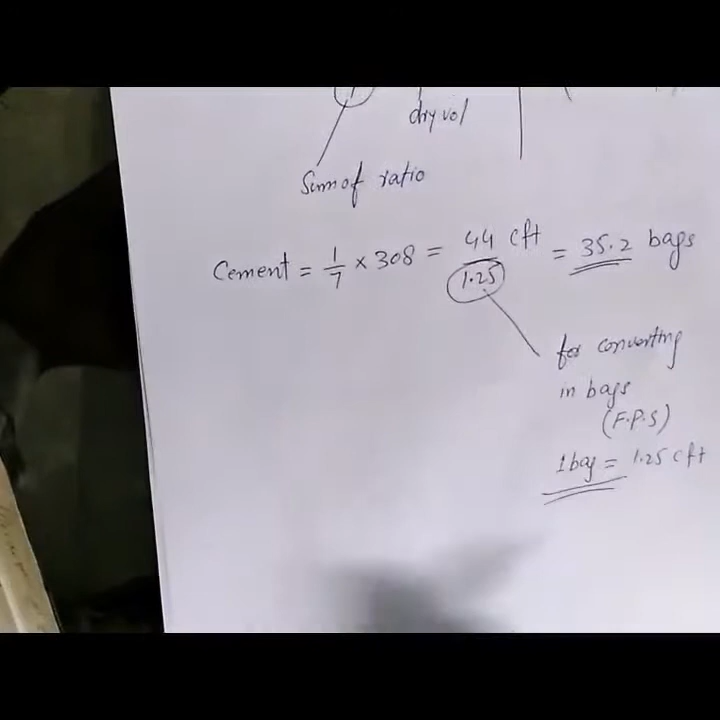 dry vol
Sum of ratio
Cement = 1/7 × 308 = 44 cft / 1.25 = 35.2 bags
for converting
in bags
(F.P.S)
1 bag = 1.25 cft